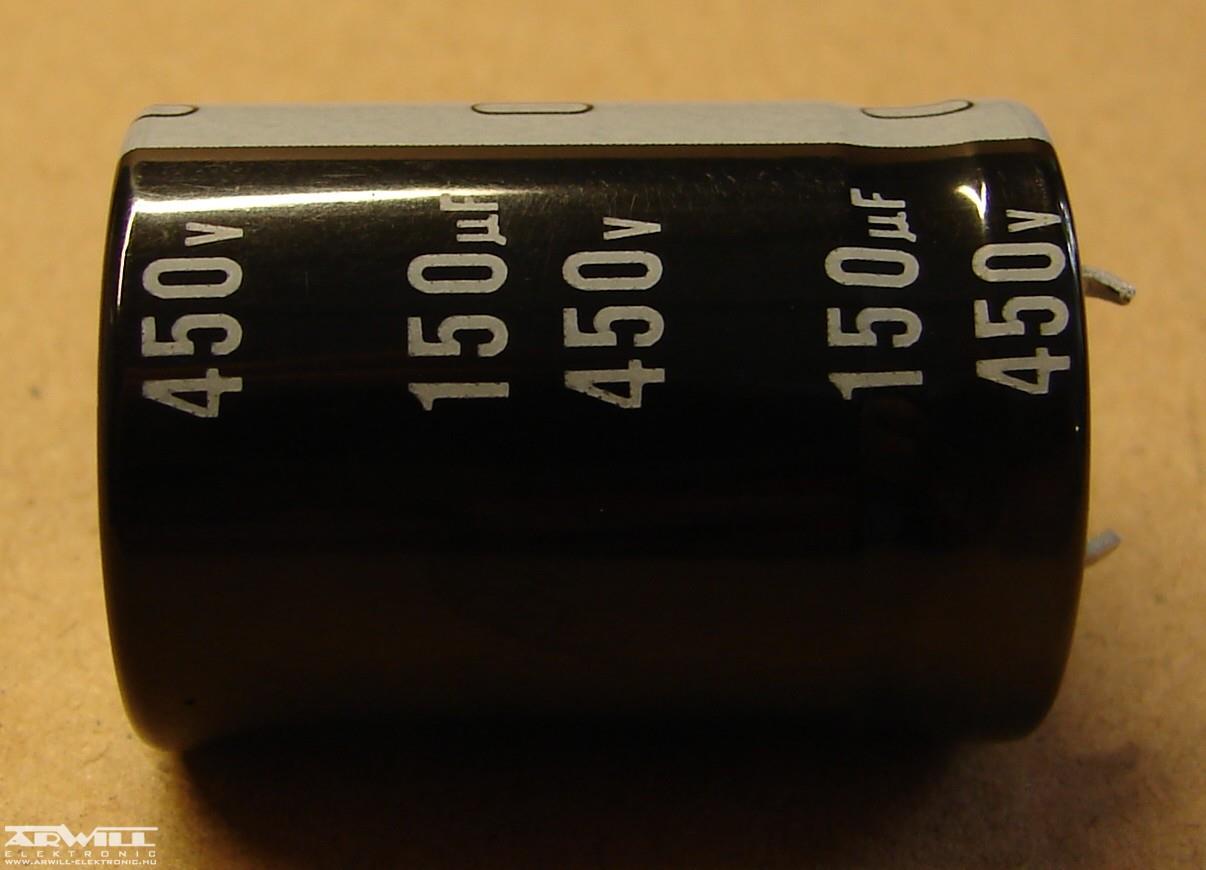 450V
150µF
450V
150µF
450V
ARWILL
ELEKTRONIC
WWW.ARWILL-ELEKTRONIC.HU